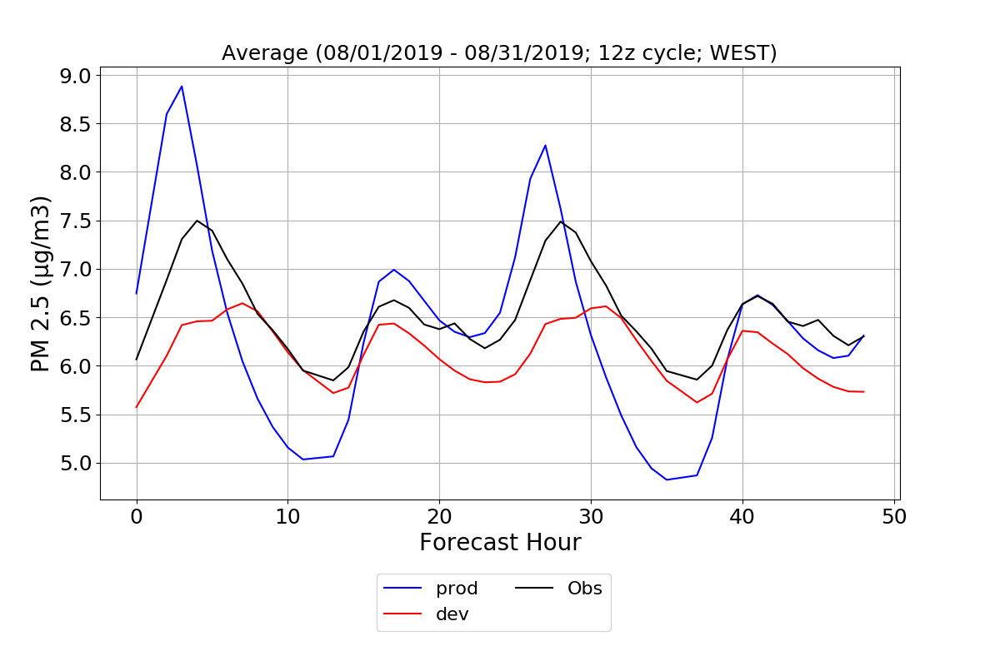 Average (08/01/2019 - 08/31/2019; 12z cycle; WEST)
PM 2.5 (μg/m3)
9.0
8.5
8.0
7.5
7.0
6.5
6.0
5.5
5.0
0 10 20 30 40 50
Forecast Hour
prod Obs
dev